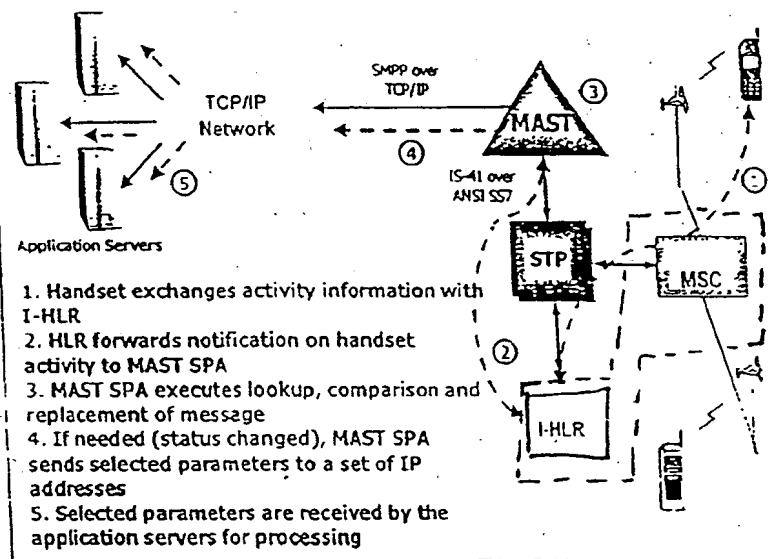 SMPP over
TCP/IP
TCP/IP
Network
MAST
3
4
1
IS-41 over
ANSI SS7
5
Application Servers
STP
MSC
2
I-HLR
1. Handset exchanges activity information with
I-HLR
2. HLR forwards notification on handset
activity to MAST SPA
3. MAST SPA executes lookup, comparison and
replacement of message
4. If needed (status changed), MAST SPA
sends selected parameters to a set of IP
addresses
5. Selected parameters are received by the
application servers for processing